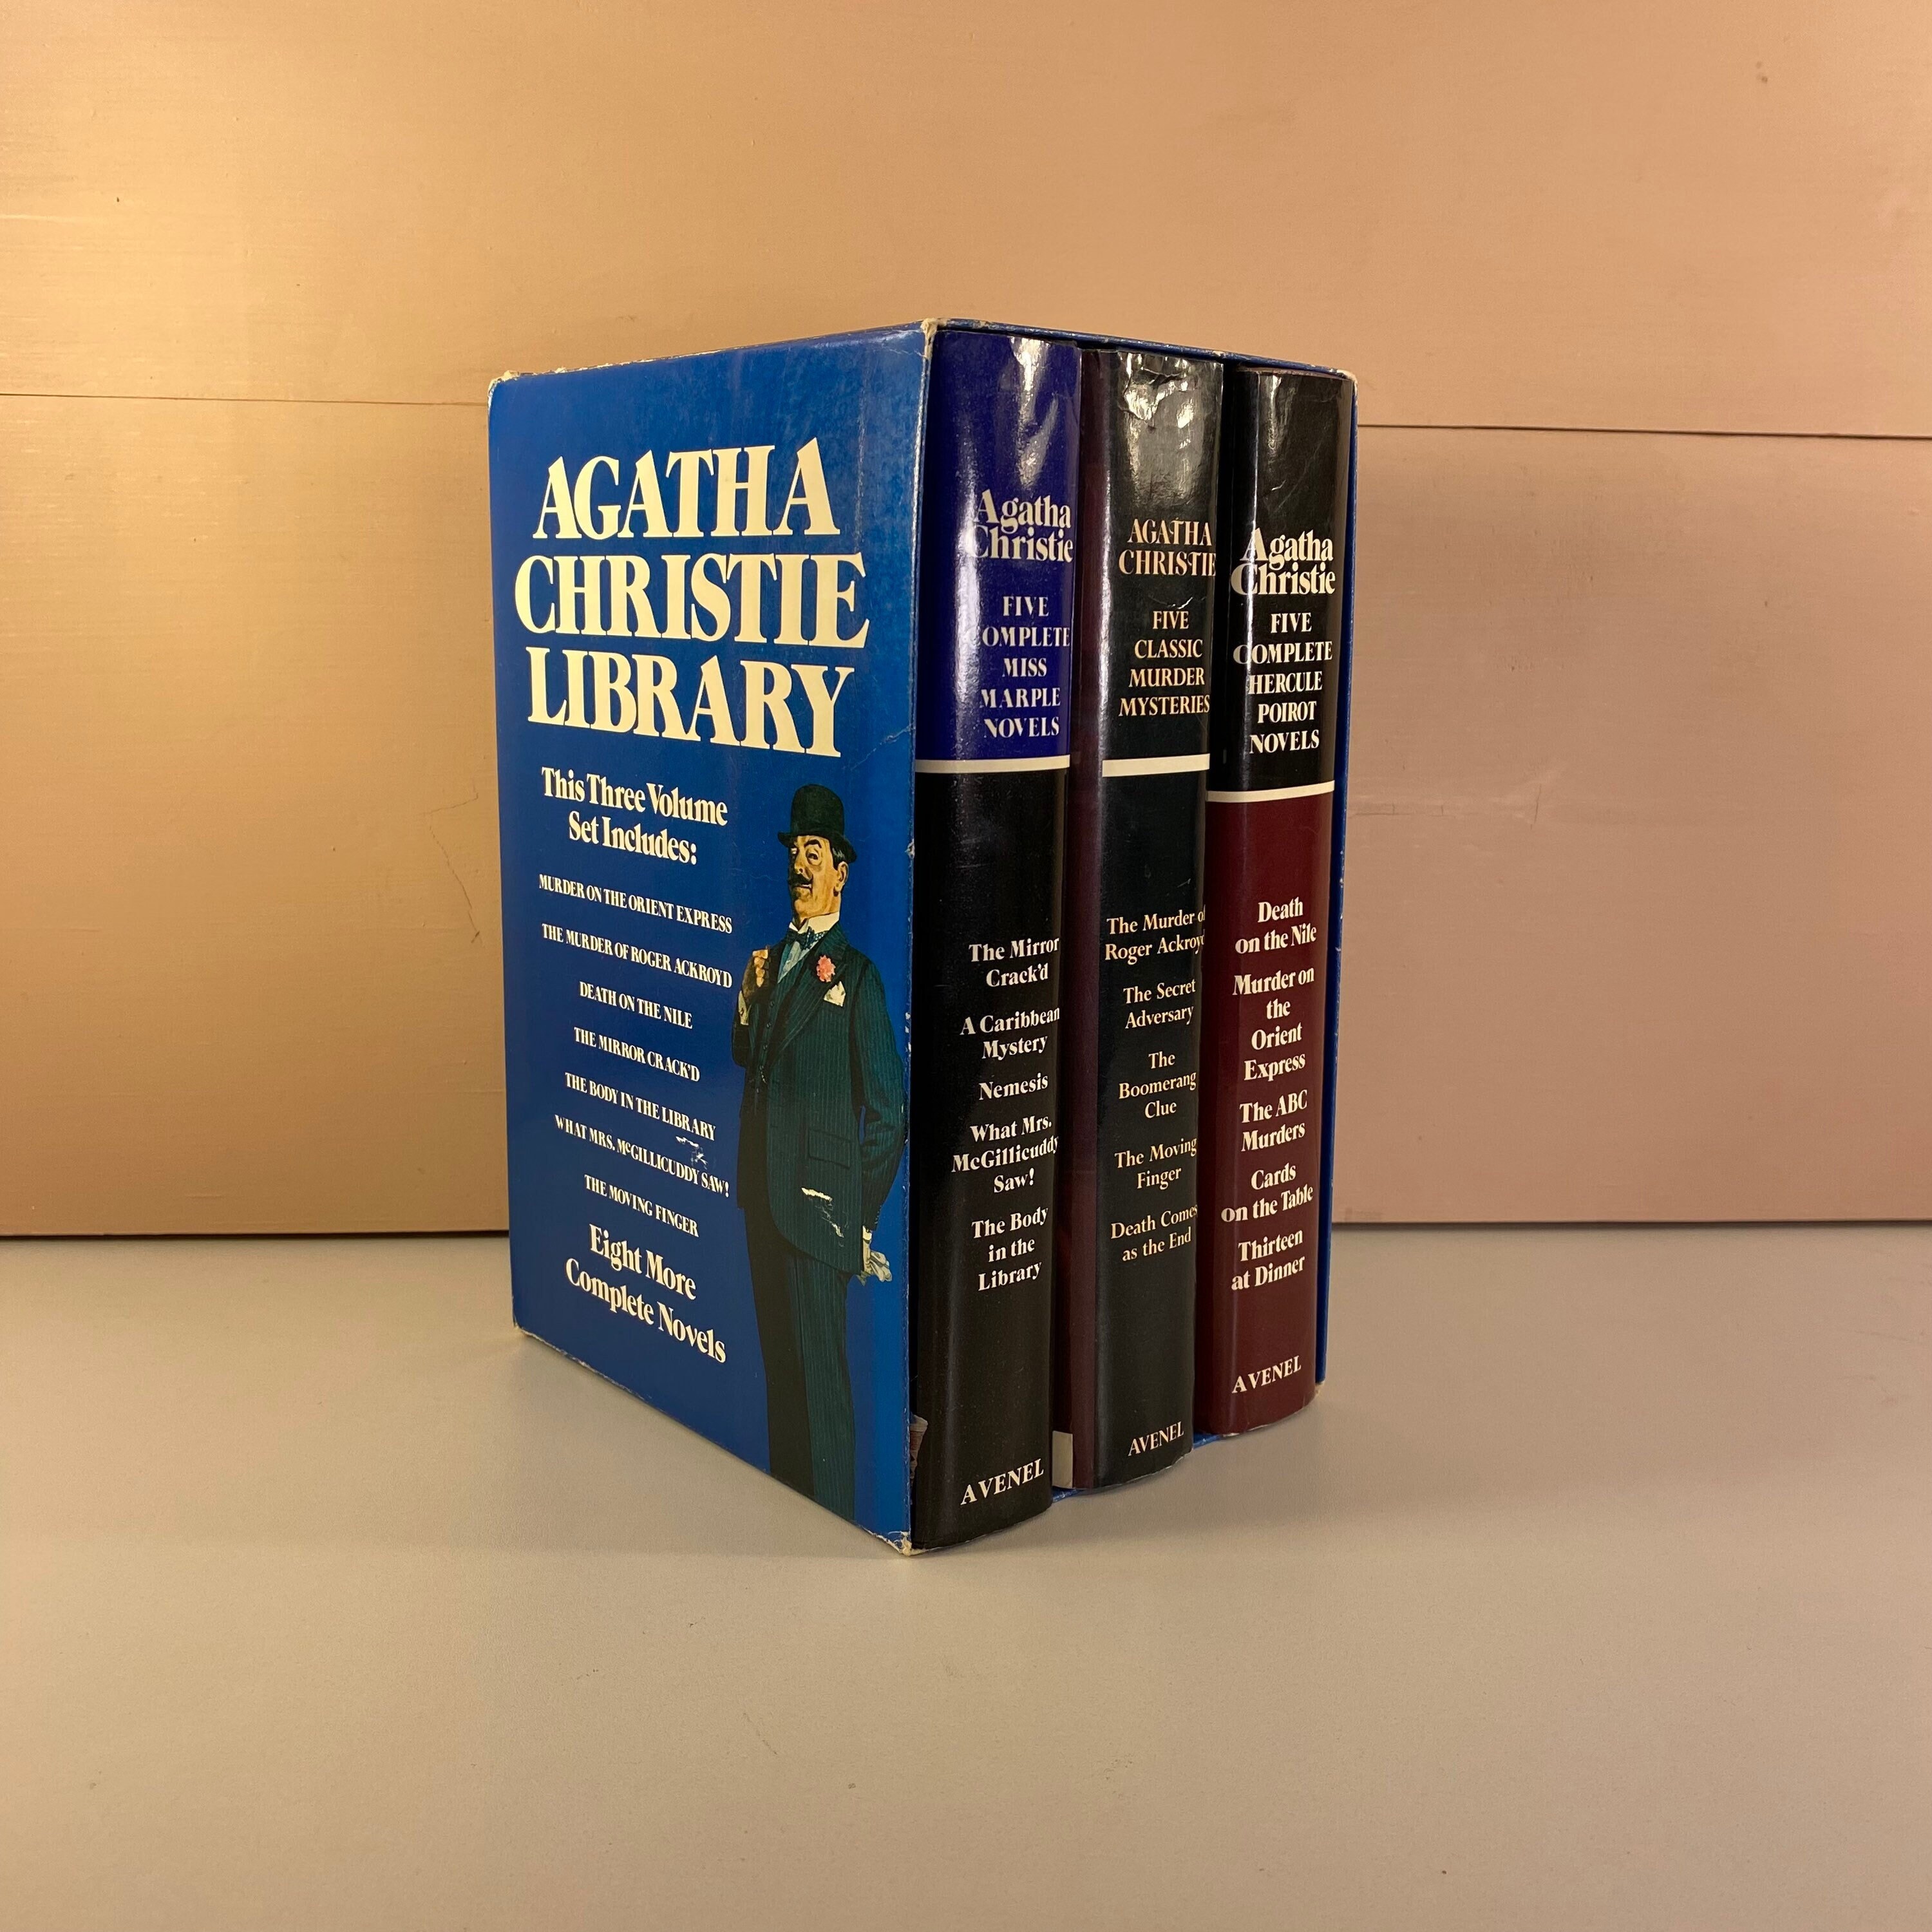 AGATHA
CHRISTIE
LIBRARY
This Three Volume
Set Includes:
MURDER ON THE ORIENT EXPRESS
THE MURDER OF ROGER ACKROYD
DEATH ON THE NILE
THE MIRROR CRACK'D
THE BODY IN THE LIBRARY
WHAT MRS. McGILLICUDDY SAW!
THE MOVING FINGER
Eight More
Complete Novels
Agatha
Christie
FIVE
COMPLETE
MISS
MARPLE
NOVELS
The Mirror
Crack'd
A Caribbean
Mystery
Nemesis
What Mrs.
McGillicuddy
Saw!
The Body
in the
Library
AVENEL
AGATHA
CHRISTIE
FIVE
CLASSIC
MURDER
MYSTERIES
The Murder of
Roger Ackroyd
The Secret
Adversary
The
Boomerang
Clue
The Moving
Finger
Death Comes
as the End
AVENEL
Agatha
Christie
FIVE
COMPLETE
HERCULE
POIROT
NOVELS
Death
on the Nile
Murder on
the
Orient
Express
The ABC
Murders
Cards
on the Table
Thirteen
at Dinner
AVENEL